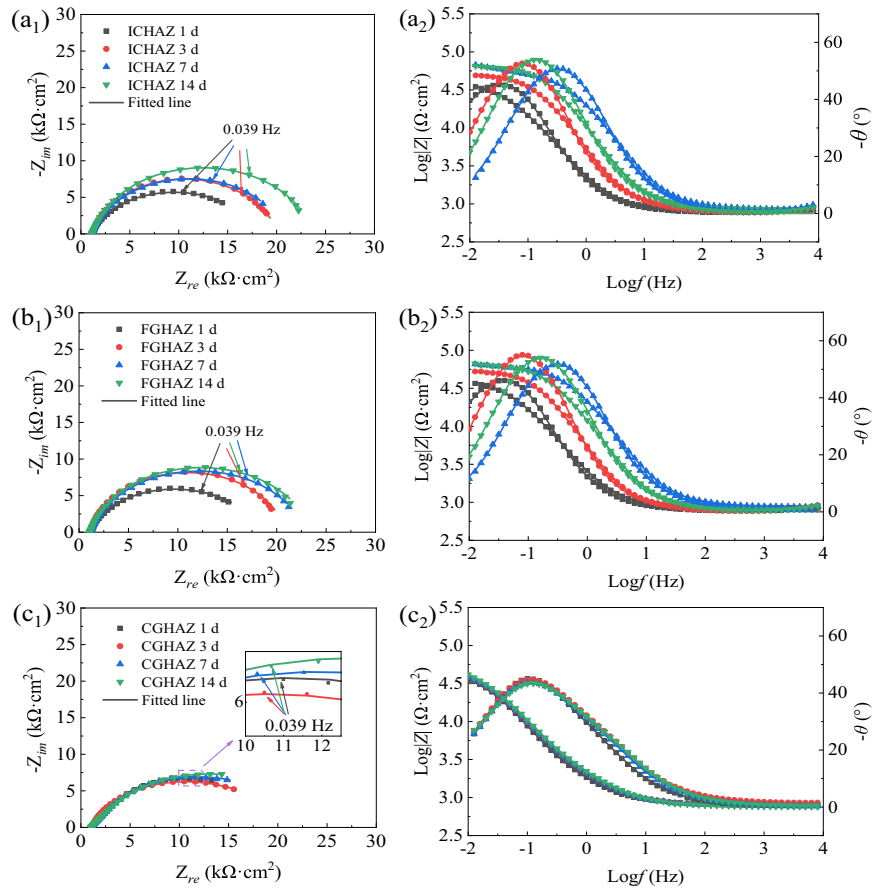 (a1)
30
25
20
15
10
5
0
-Zim (kΩ·cm²)
ICHAZ 1 d
ICHAZ 3 d
ICHAZ 7 d
ICHAZ 14 d
Fitted line
0.039 Hz
0 5 10 15 20 25 30
Zre (kΩ·cm²)
(a2)
5.5
5.0
4.5
4.0
3.5
3.0
2.5
Log|Z| (Ω·cm²)
60
40
20
0
-θ (°)
-2 -1 0 1 2 3 4
Logf (Hz)
(b1)
30
25
20
15
10
5
0
-Zim (kΩ·cm²)
FGHAZ 1 d
FGHAZ 3 d
FGHAZ 7 d
FGHAZ 14 d
Fitted line
0.039 Hz
0 5 10 15 20 25 30
Zre (kΩ·cm²)
(b2)
5.5
5.0
4.5
4.0
3.5
3.0
2.5
Log|Z| (Ω·cm²)
60
40
20
0
-θ (°)
-2 -1 0 1 2 3 4
Logf (Hz)
(c1)
30
25
20
15
10
5
0
-Zim (kΩ·cm²)
CGHAZ 1 d
CGHAZ 3 d
CGHAZ 7 d
CGHAZ 14 d
Fitted line
6
0.039 Hz
10 11 12
0 5 10 15 20 25 30
Zre (kΩ·cm²)
(c2)
5.5
5.0
4.5
4.0
3.5
3.0
2.5
Log|Z| (Ω·cm²)
60
40
20
0
-θ (°)
-2 -1 0 1 2 3 4
Logf (Hz)